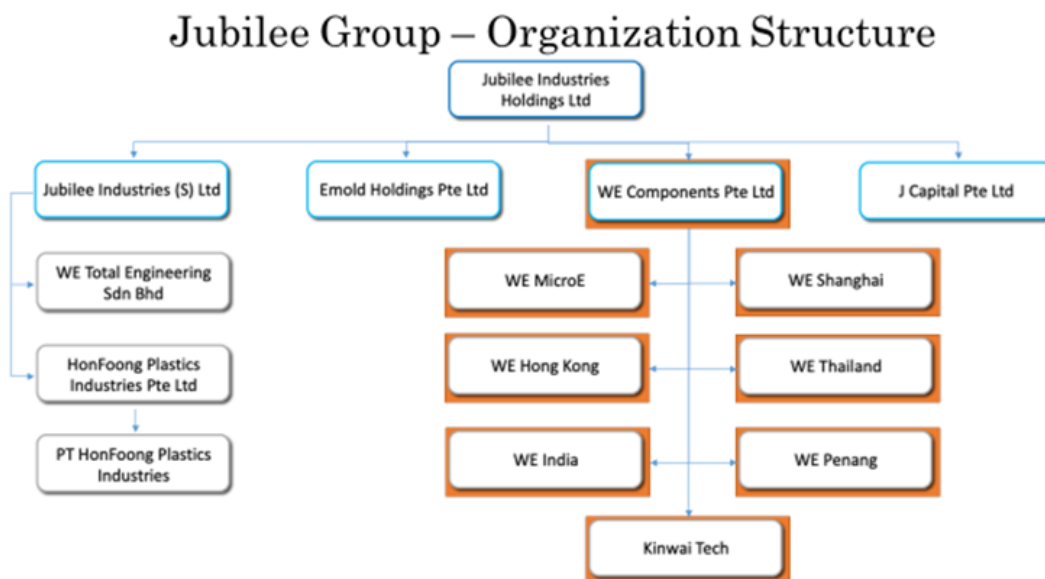 Jubilee Group – Organization Structure
Jubilee Industries
Holdings Ltd
Jubilee Industries (S) Ltd
Emold Holdings Pte Ltd
WE Components Pte Ltd
J Capital Pte Ltd
WE Total Engineering
Sdn Bhd
WE MicroE
WE Shanghai
HonFoong Plastics
Industries Pte Ltd
WE Hong Kong
WE Thailand
PT HonFoong Plastics
Industries
WE India
WE Penang
Kinwai Tech